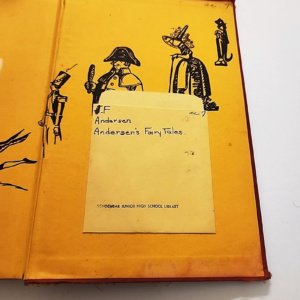 F
Andersen
Andersen's Fairy Tales.
JUNIOR HIGH SCHOOL LIBRARY